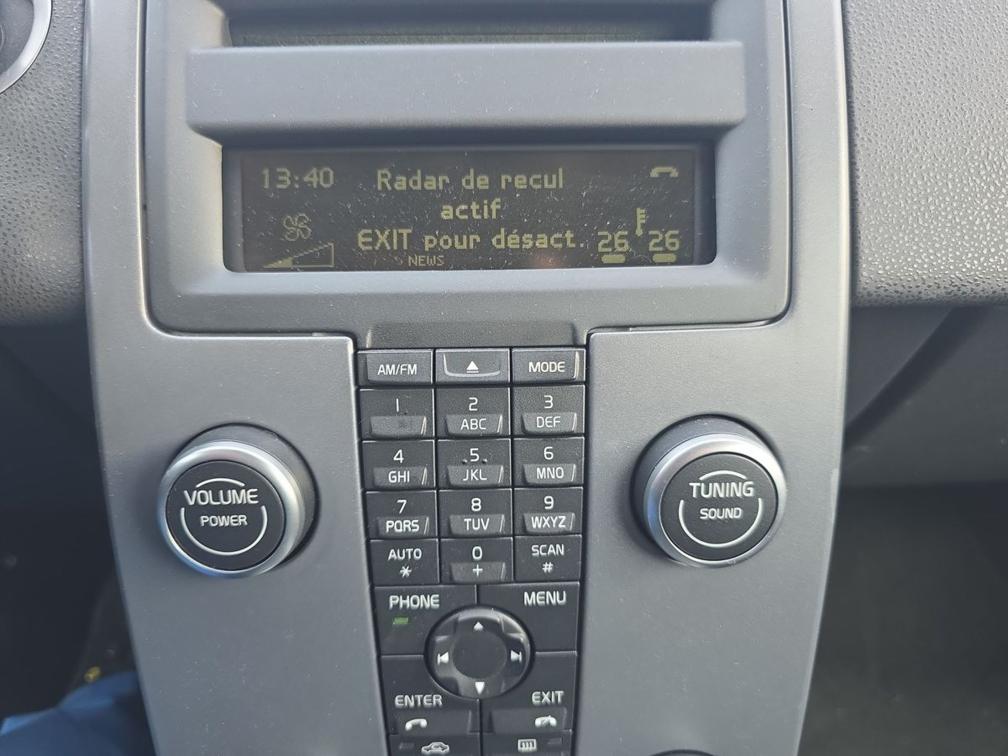 13:40
Radar de recul
actif
EXIT pour désact.
26 26
NEWS
AM/FM MODE
1 2 3
ABC DEF
4 5 6
GHI JKL MNO
7 8 9
PQRS TUV WXYZ
AUTO 0 SCAN
* + #
VOLUME
POWER
TUNING
SOUND
PHONE MENU
ENTER EXIT